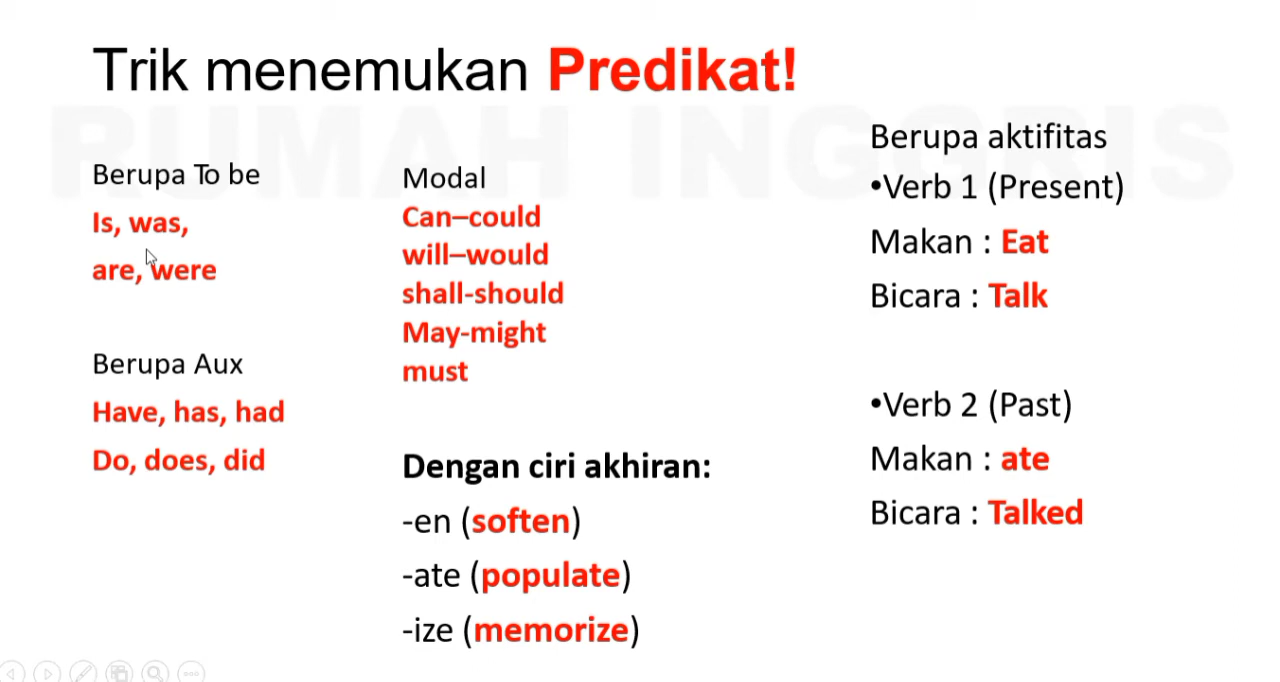 Trik menemukan Predikat!
RUMAH INGGRIS
Berupa To be
Is, was,
are, were
Berupa Aux
Have, has, had
Do, does, did
Modal
Can–could
will–would
shall-should
May-might
must
Dengan ciri akhiran:
-en (soften)
-ate (populate)
-ize (memorize)
Berupa aktifitas
•Verb 1 (Present)
Makan : Eat
Bicara : Talk
•Verb 2 (Past)
Makan : ate
Bicara : Talked